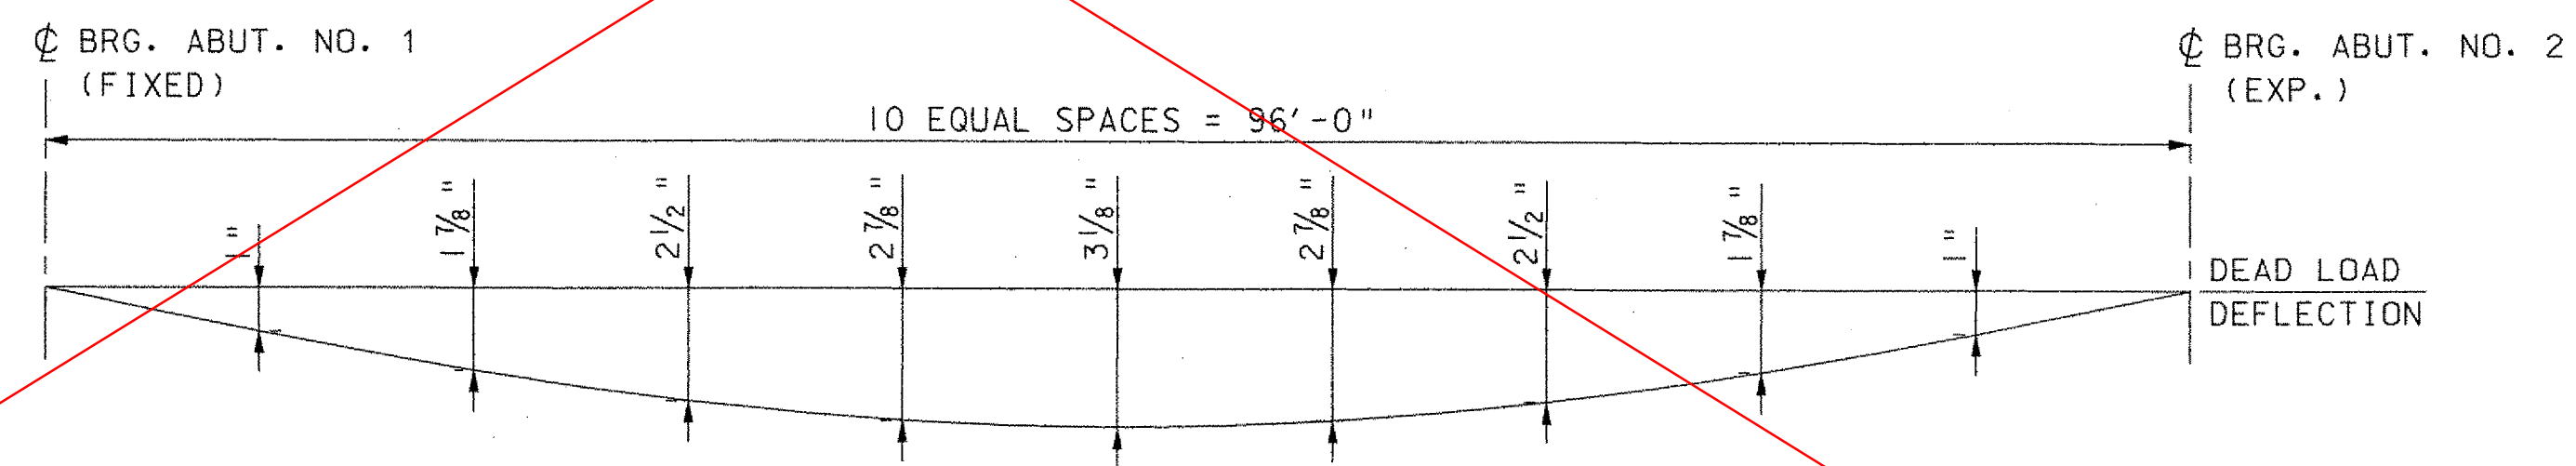 ℄ BRG. ABUT. NO. 1
(FIXED)
℄ BRG. ABUT. NO. 2
(EXP.)
10 EQUAL SPACES = 96'-0"
1"
1 7/8"
2 1/2"
2 7/8"
3 1/8"
2 7/8"
2 1/2"
1 7/8"
1"
DEAD LOAD
DEFLECTION